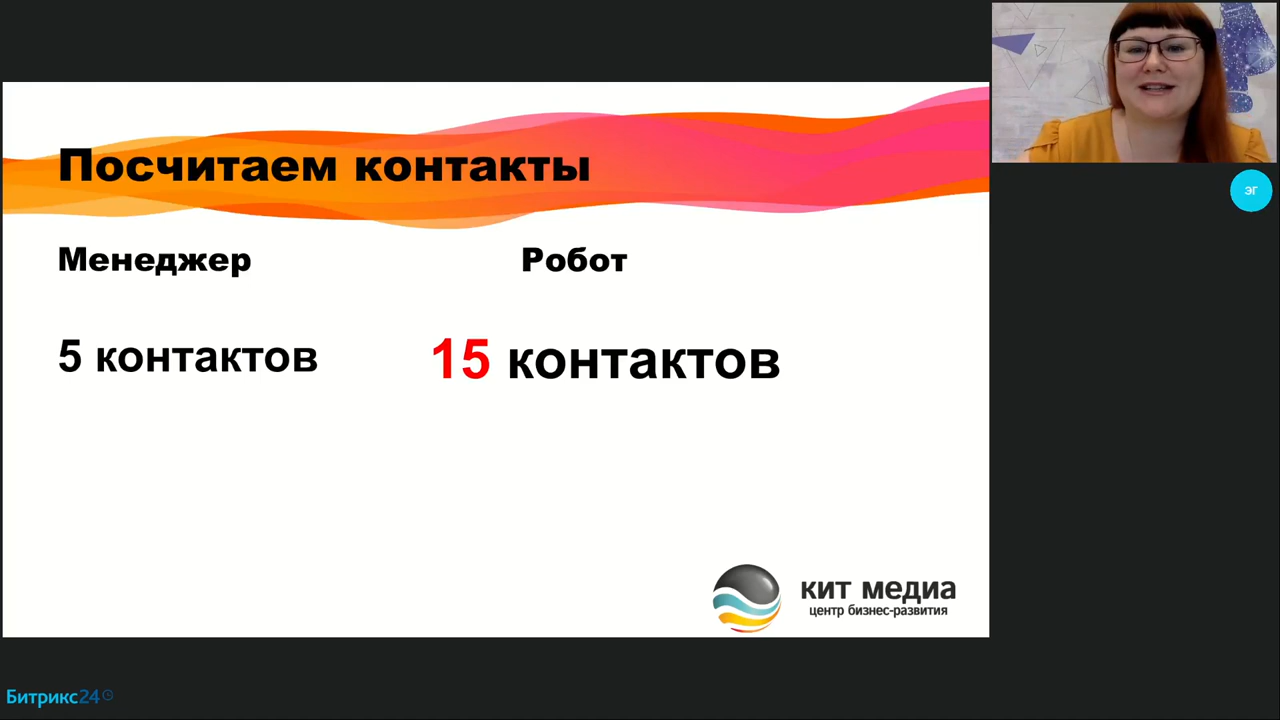 Посчитаем контакты
Менеджер
Робот
5 контактов
15 контактов
КИТ МЕДИА
центр бизнес-развития
ЭГ
Битрикс24